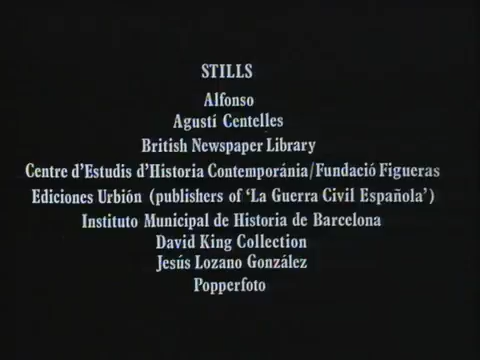 STILLS
Alfonso
Agustí Centelles
British Newspaper Library
Centre d'Estudis d'Historia Contemporánia/Fundació Figueras
Ediciones Urbión (publishers of 'La Guerra Civil Española')
Instituto Municipal de Historia de Barcelona
David King Collection
Jesús Lozano González
Popperfoto